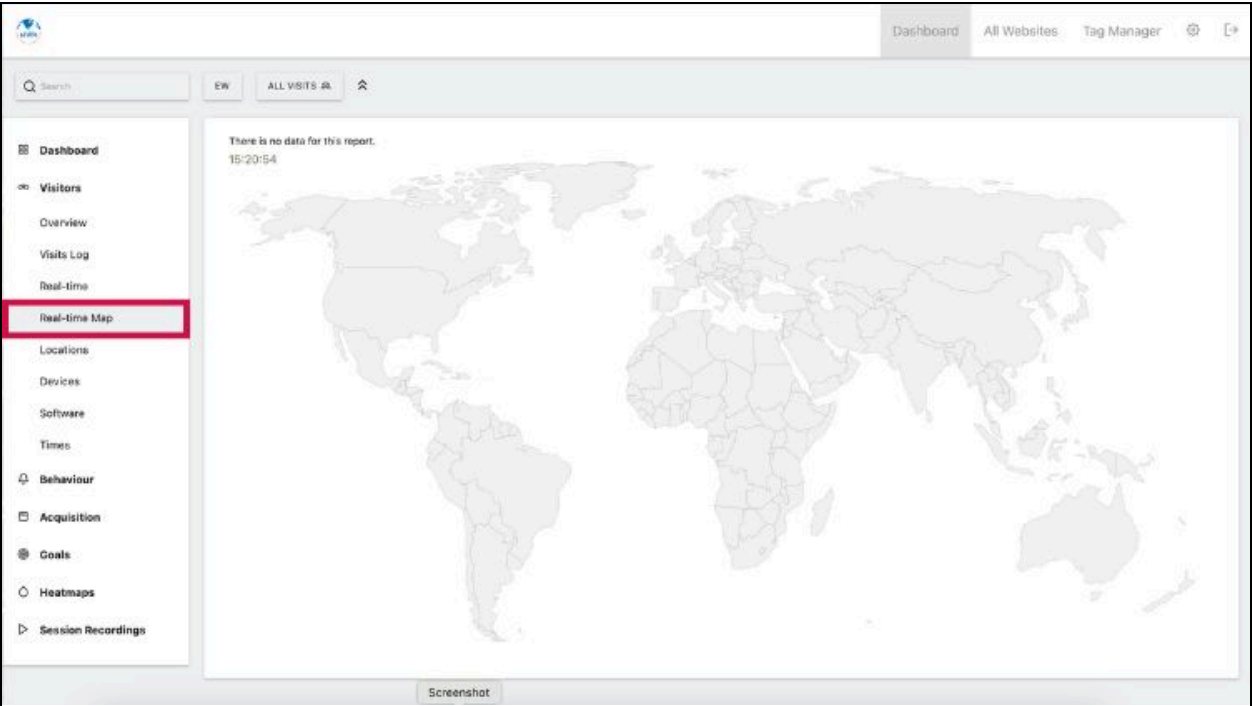 Dashboard All Websites Tag Manager
Search EW ALL VISITS
There is no data for this report.
15:20:54
Dashboard
Visitors
Overview
Visits Log
Real-time
Real-time Map
Locations
Devices
Software
Times
Behaviour
Acquisition
Goals
Heatmaps
Session Recordings
Screenshot